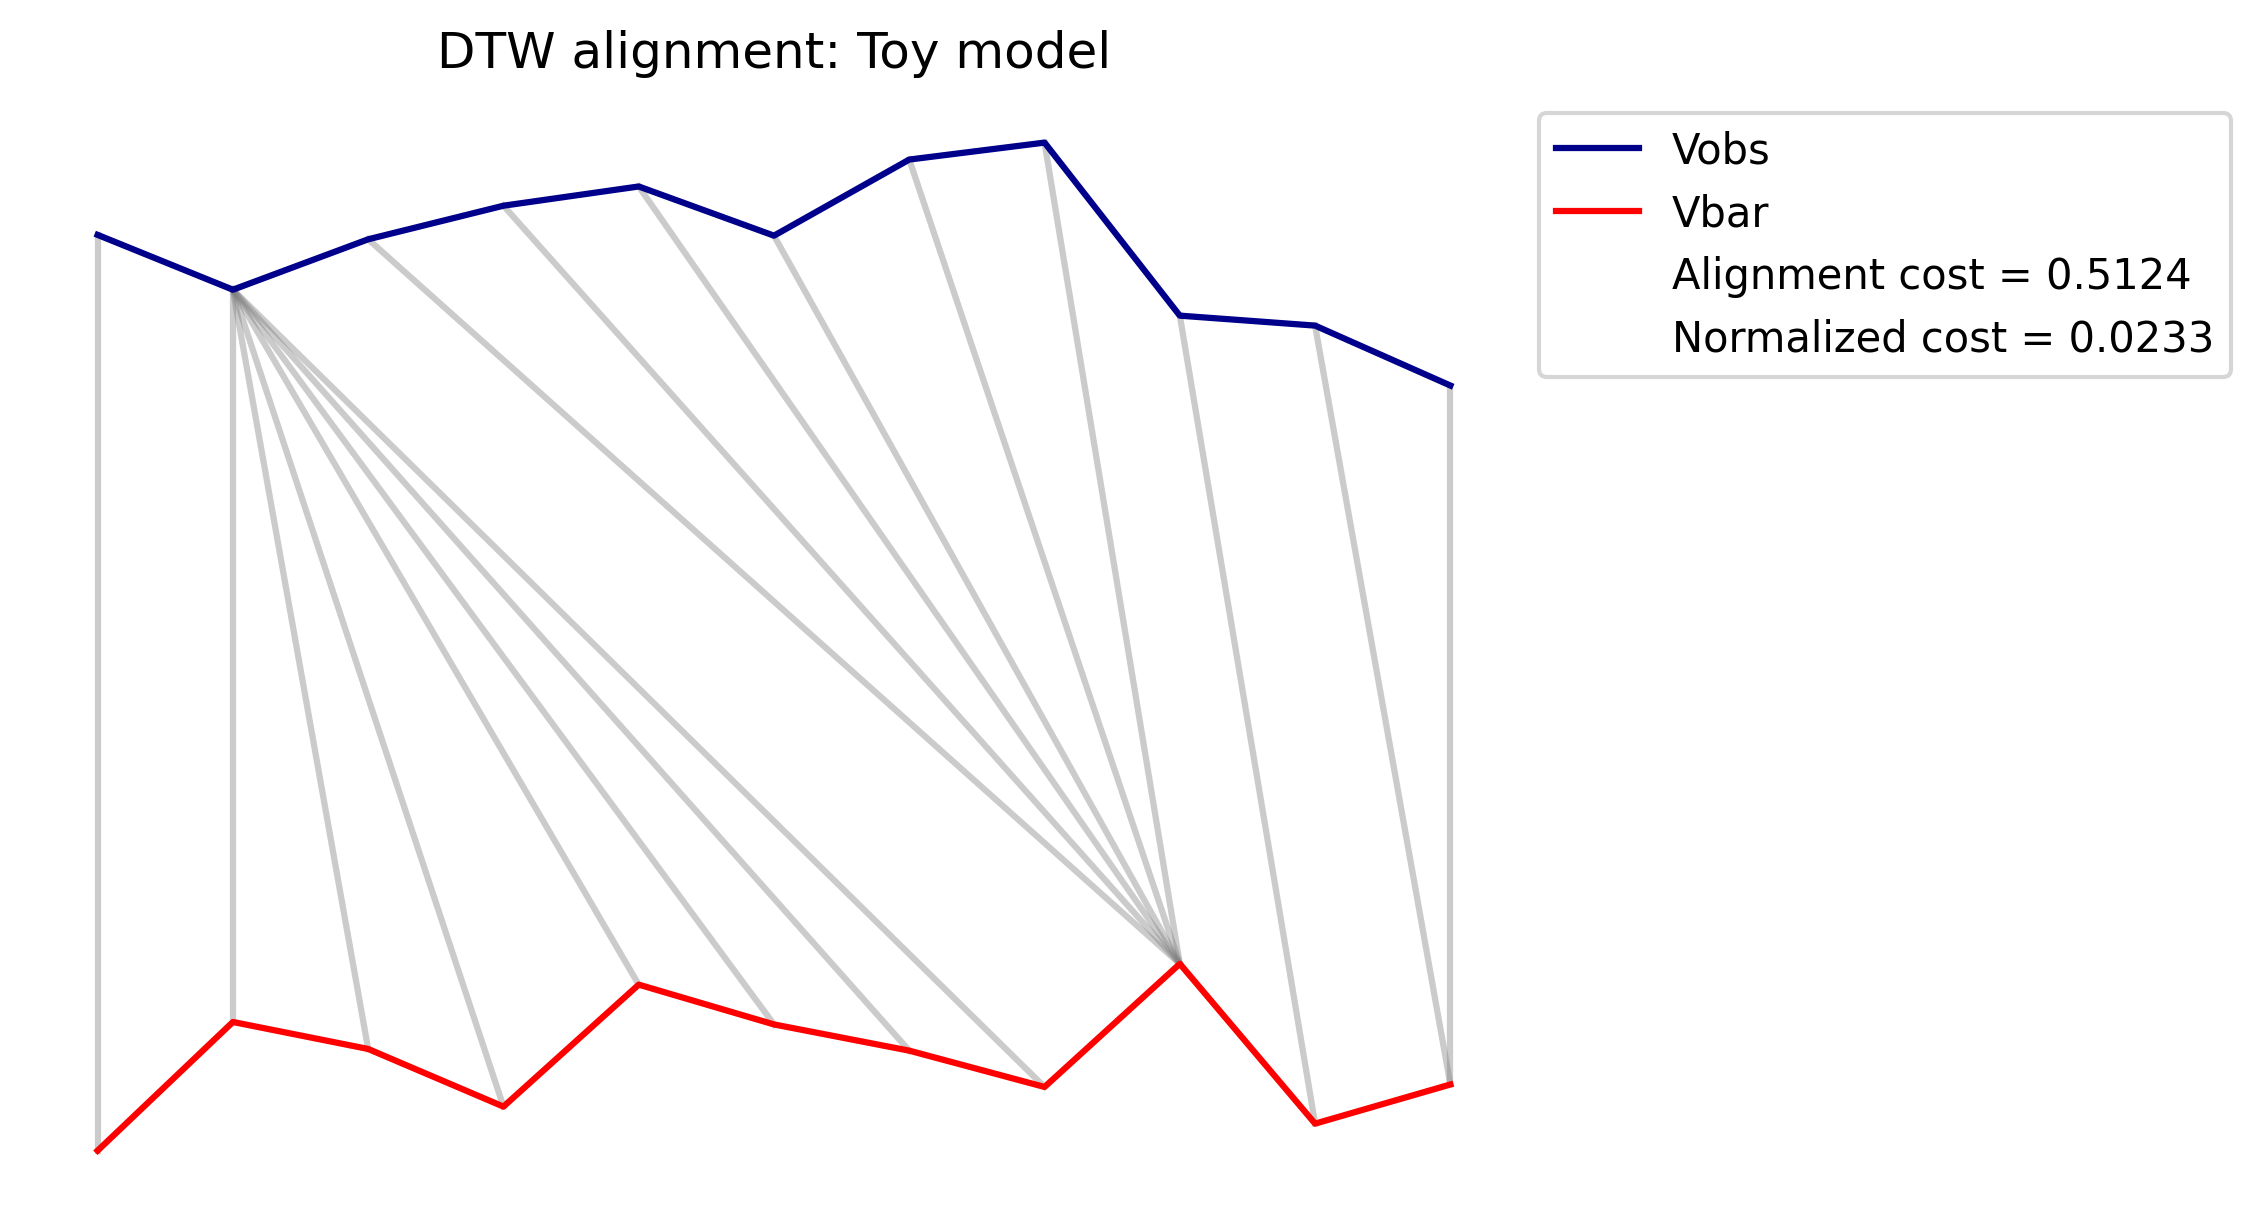 DTW alignment: Toy model
Vobs
Vbar
Alignment cost = 0.5124
Normalized cost = 0.0233